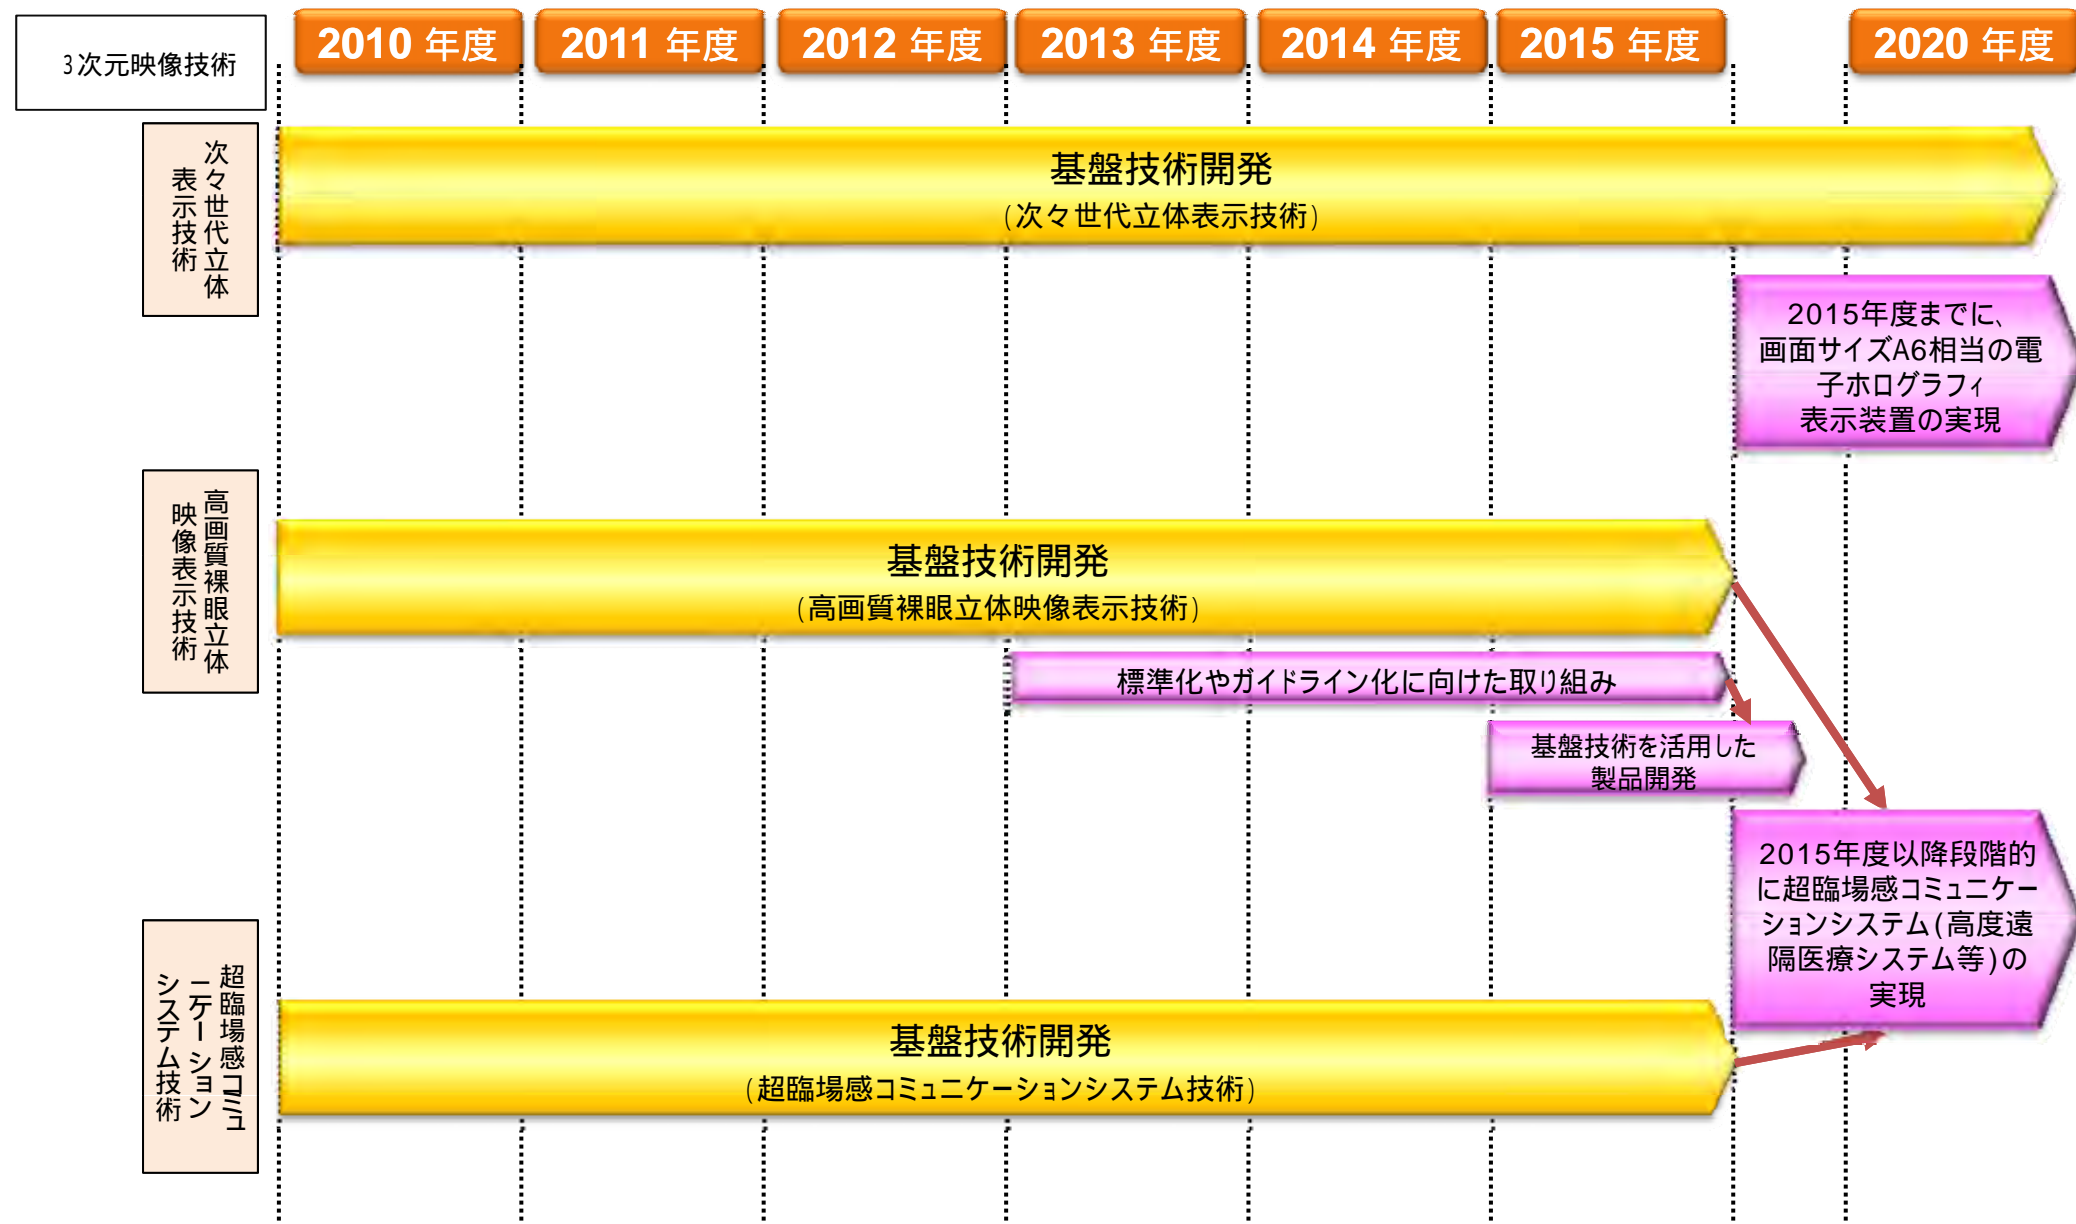 3次元映像技術
2010 年度
2011 年度
2012 年度
2013 年度
2014 年度
2015 年度
2020 年度
次々世代立体
表示技術
基盤技術開発
(次々世代立体表示技術)
2015年度までに、
画面サイズA6相当の電
子ホログラフィ
表示装置の実現
高画質裸眼立体
映像表示技術
基盤技術開発
(高画質裸眼立体映像表示技術)
標準化やガイドライン化に向けた取り組み
基盤技術を活用した
製品開発
2015年度以降段階的
に超臨場感コミュニケー
ションシステム(高度遠
隔医療システム等)の
実現
超臨場感コミュ
ニケーション
システム技術
基盤技術開発
(超臨場感コミュニケーションシステム技術)